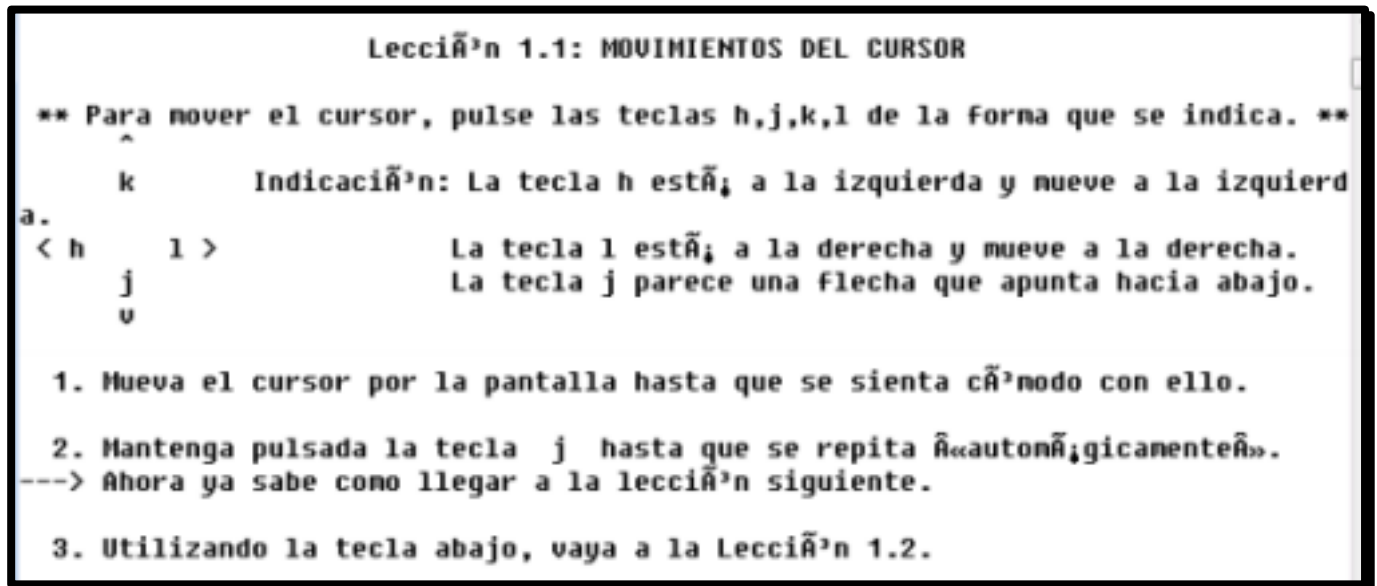 LecciÃ³n 1.1: MOVIMIENTOS DEL CURSOR
** Para mover el cursor, pulse las teclas h,j,k,l de la forma que se indica. **
^
k IndicaciÃ³n: La tecla h estÃ¡ a la izquierda y mueve a la izquierd
a.
< h l > La tecla l estÃ¡ a la derecha y mueve a la derecha.
j La tecla j parece una flecha que apunta hacia abajo.
v
1. Mueva el cursor por la pantalla hasta que se sienta cÃ³modo con ello.
2. Mantenga pulsada la tecla j hasta que se repita Â«automÃ¡gicamenteÂ».
---> Ahora ya sabe como llegar a la lecciÃ³n siguiente.
3. Utilizando la tecla abajo, vaya a la LecciÃ³n 1.2.